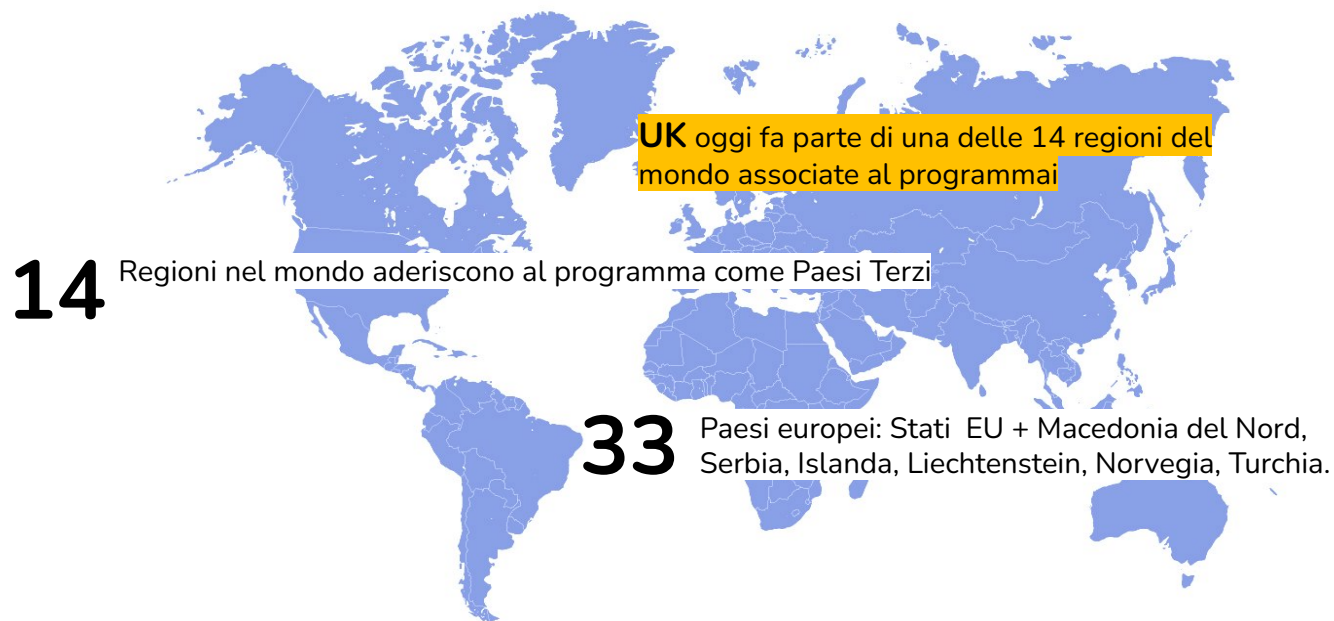 UK oggi fa parte di una delle 14 regioni del
mondo associate al programmai
14 Regioni nel mondo aderiscono al programma come Paesi Terzi
33 Paesi europei: Stati  EU + Macedonia del Nord,
Serbia, Islanda, Liechtenstein, Norvegia, Turchia.